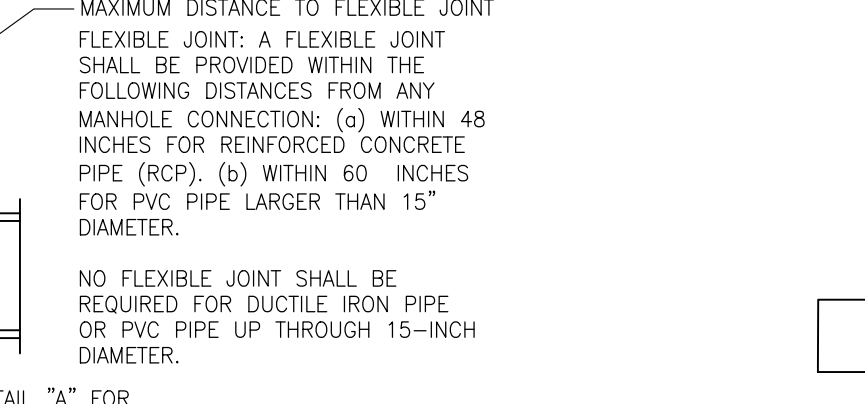 MAXIMUM DISTANCE TO FLEXIBLE JOINT
FLEXIBLE JOINT: A FLEXIBLE JOINT
SHALL BE PROVIDED WITHIN THE
FOLLOWING DISTANCES FROM ANY
MANHOLE CONNECTION: (a) WITHIN 48
INCHES FOR REINFORCED CONCRETE
PIPE (RCP). (b) WITHIN 60 INCHES
FOR PVC PIPE LARGER THAN 15"
DIAMETER.
NO FLEXIBLE JOINT SHALL BE
REQUIRED FOR DUCTILE IRON PIPE
OR PVC PIPE UP THROUGH 15-INCH
DIAMETER.
"A" FOR